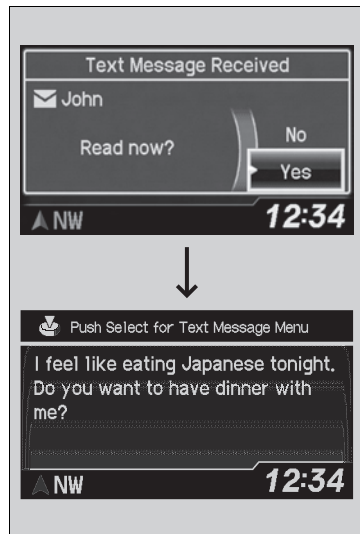 Text Message Received
John
Read now?
No
Yes
NW
12:34
Push Select for Text Message Menu
I feel like eating Japanese tonight.
Do you want to have dinner with
me?
NW
12:34